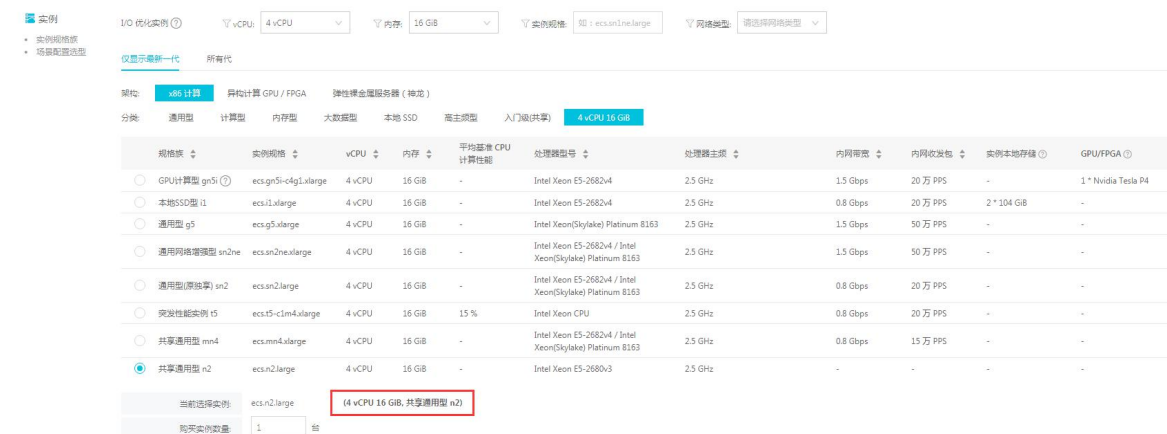 实例
• 实例规格族
• 场景配置选型
I/O 优化实例 ? vCPU: 4 vCPU 内存: 16 GiB 实例规格: 如：ecs.sn1ne.large 网络类型: 请选择网络类型
仅显示最新一代 所有代
架构: x86 计算 异构计算 GPU / FPGA 弹性裸金属服务器（神龙）
分类: 通用型 计算型 内存型 大数据型 本地 SSD 高主频型 入门级(共享) 4 vCPU 16 GiB
规格族 实例规格 vCPU 内存 平均基准 CPU 计算性能 处理器型号 处理器主频 内网带宽 内网收发包 实例本地存储 ? GPU/FPGA ?
GPU计算型 gn5i ? ecs.gn5i-c4g1.xlarge 4 vCPU 16 GiB - Intel Xeon E5-2682v4 2.5 GHz 1.5 Gbps 20 万 PPS - 1 * Nvidia Tesla P4
本地SSD型 i1 ecs.i1.xlarge 4 vCPU 16 GiB - Intel Xeon E5-2682v4 2.5 GHz 0.8 Gbps 20 万 PPS 2 * 104 GiB -
通用型 g5 ecs.g5.xlarge 4 vCPU 16 GiB - Intel Xeon(Skylake) Platinum 8163 2.5 GHz 1.5 Gbps 50 万 PPS - -
通用网络增强型 sn2ne ecs.sn2ne.xlarge 4 vCPU 16 GiB - Intel Xeon E5-2682v4 / Intel Xeon(Skylake) Platinum 8163 2.5 GHz 1.5 Gbps 50 万 PPS - -
通用型(原独享) sn2 ecs.sn2.large 4 vCPU 16 GiB - Intel Xeon E5-2682v4 / Intel Xeon(Skylake) Platinum 8163 2.5 GHz 0.8 Gbps 20 万 PPS - -
突发性能实例 t5 ecs.t5-c1m4.xlarge 4 vCPU 16 GiB 15 % Intel Xeon CPU 2.5 GHz 0.8 Gbps 20 万 PPS - -
共享通用型 mn4 ecs.mn4.xlarge 4 vCPU 16 GiB - Intel Xeon E5-2682v4 / Intel Xeon(Skylake) Platinum 8163 2.5 GHz 0.8 Gbps 15 万 PPS - -
共享通用型 n2 ecs.n2.large 4 vCPU 16 GiB - Intel Xeon E5-2680v3 2.5 GHz - - - -
当前选择实例: ecs.n2.large (4 vCPU 16 GiB, 共享通用型 n2)
购买实例数量: 1 台